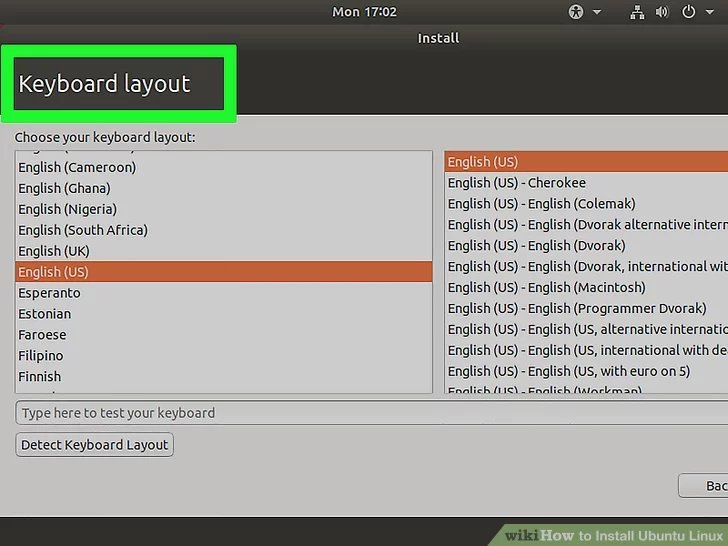 Mon 17:02
Install
Keyboard layout
Choose your keyboard layout:
English (Cameroon)
English (Ghana)
English (Nigeria)
English (South Africa)
English (UK)
English (US)
Esperanto
Estonian
Faroese
Filipino
Finnish
English (US)
English (US) - Cherokee
English (US) - English (Colemak)
English (US) - English (Dvorak alternative intern
English (US) - English (Dvorak)
English (US) - English (Dvorak, international wit
English (US) - English (Macintosh)
English (US) - English (Programmer Dvorak)
English (US) - English (US, alternative internatio
English (US) - English (US, international with dea
English (US) - English (US, with euro on 5)
English (US) - English (Workman)
Type here to test your keyboard
Detect Keyboard Layout
Bac
wikiHow to Install Ubuntu Linux